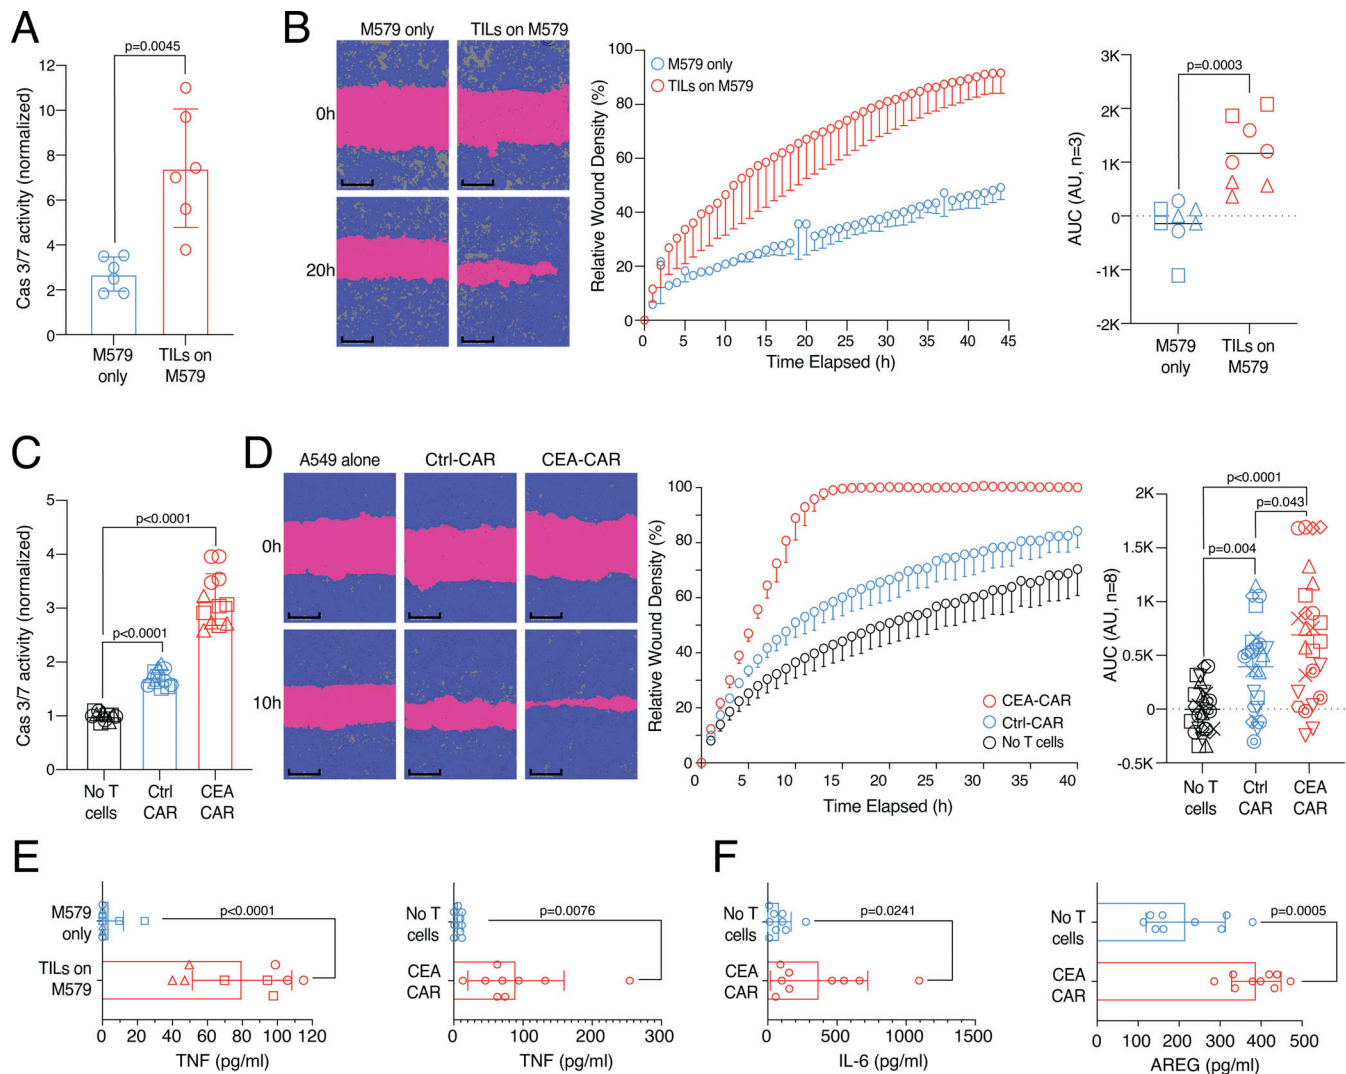 A
p=0.0045
Cas 3/7 activity (normalized)
12
10
8
6
4
2
0
M579
only
TILs on
M579
B
M579 only
TILs on M579
0h
20h
Relative Wound Density (%)
100
80
60
40
20
0
M579 only
TILs on M579
0
5
10
15
20
25
30
35
40
45
Time Elapsed (h)
AUC (AU, n=3)
3K
2K
1K
0
-1K
-2K
p=0.0003
M579
only
TILs on
M579
C
Cas 3/7 activity (normalized)
5
4
3
2
1
0
p<0.0001
p<0.0001
No T
cells
Ctrl
CAR
CEA
CAR
D
A549 alone
Ctrl-CAR
CEA-CAR
0h
10h
Relative Wound Density (%)
100
80
60
40
20
0
CEA-CAR
Ctrl-CAR
No T cells
5
10
15
20
25
30
35
40
Time Elapsed (h)
AUC (AU, n=8)
2K
1.5K
1K
0.5K
0
-0.5K
p<0.0001
p=0.043
p=0.004
No T
cells
Ctrl
CAR
CEA
CAR
E
M579
only
TILs on
M579
p<0.0001
0
20
40
60
80
100
120
TNF (pg/ml)
No T
cells
CEA
CAR
p=0.0076
0
100
200
300
TNF (pg/ml)
F
No T
cells
CEA
CAR
p=0.0241
0
500
1000
1500
IL-6 (pg/ml)
No T
cells
CEA
CAR
p=0.0005
0
100
200
300
400
500
AREG (pg/ml)